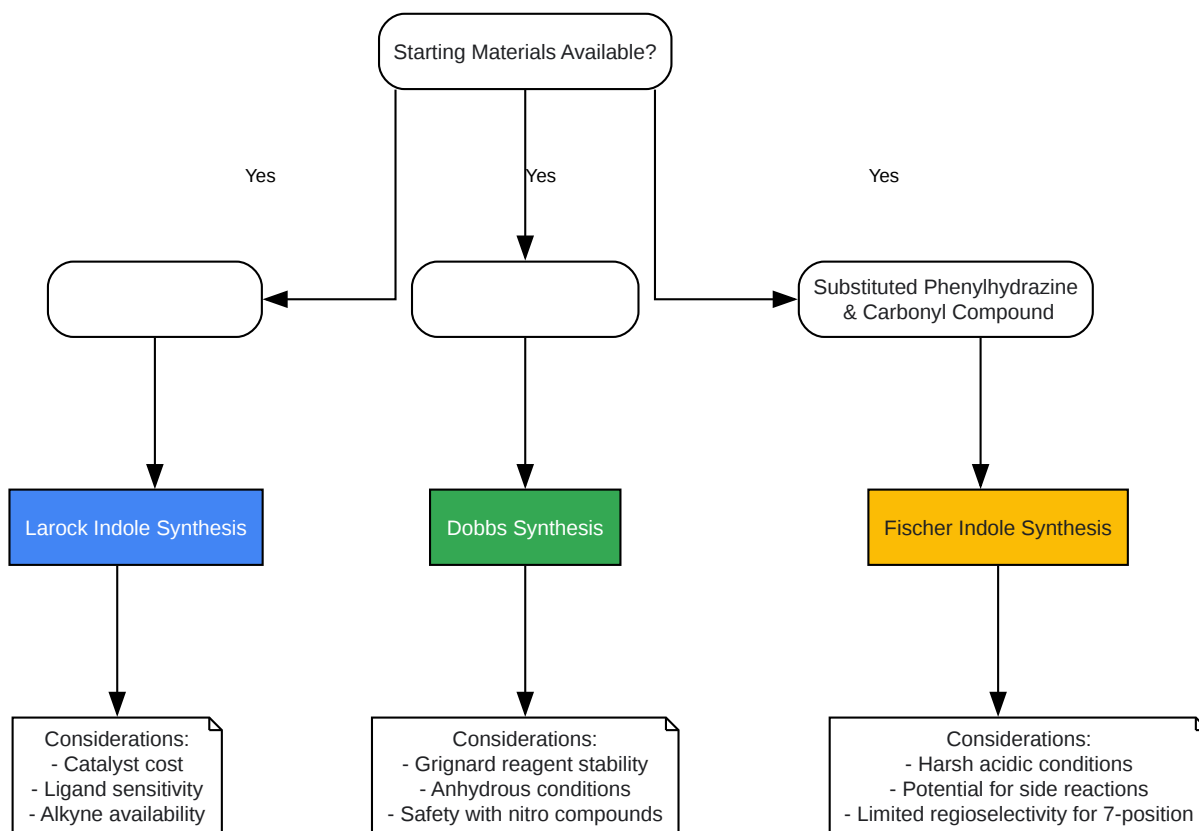 Starting Materials Available?
Yes
Yes
Yes
Substituted Phenylhydrazine
& Carbonyl Compound
Larock Indole Synthesis
Dobbs Synthesis
Fischer Indole Synthesis
Considerations:
- Catalyst cost
- Ligand sensitivity
- Alkyne availability
Considerations:
- Grignard reagent stability
- Anhydrous conditions
- Safety with nitro compounds
Considerations:
- Harsh acidic conditions
- Potential for side reactions
- Limited regioselectivity for 7-position